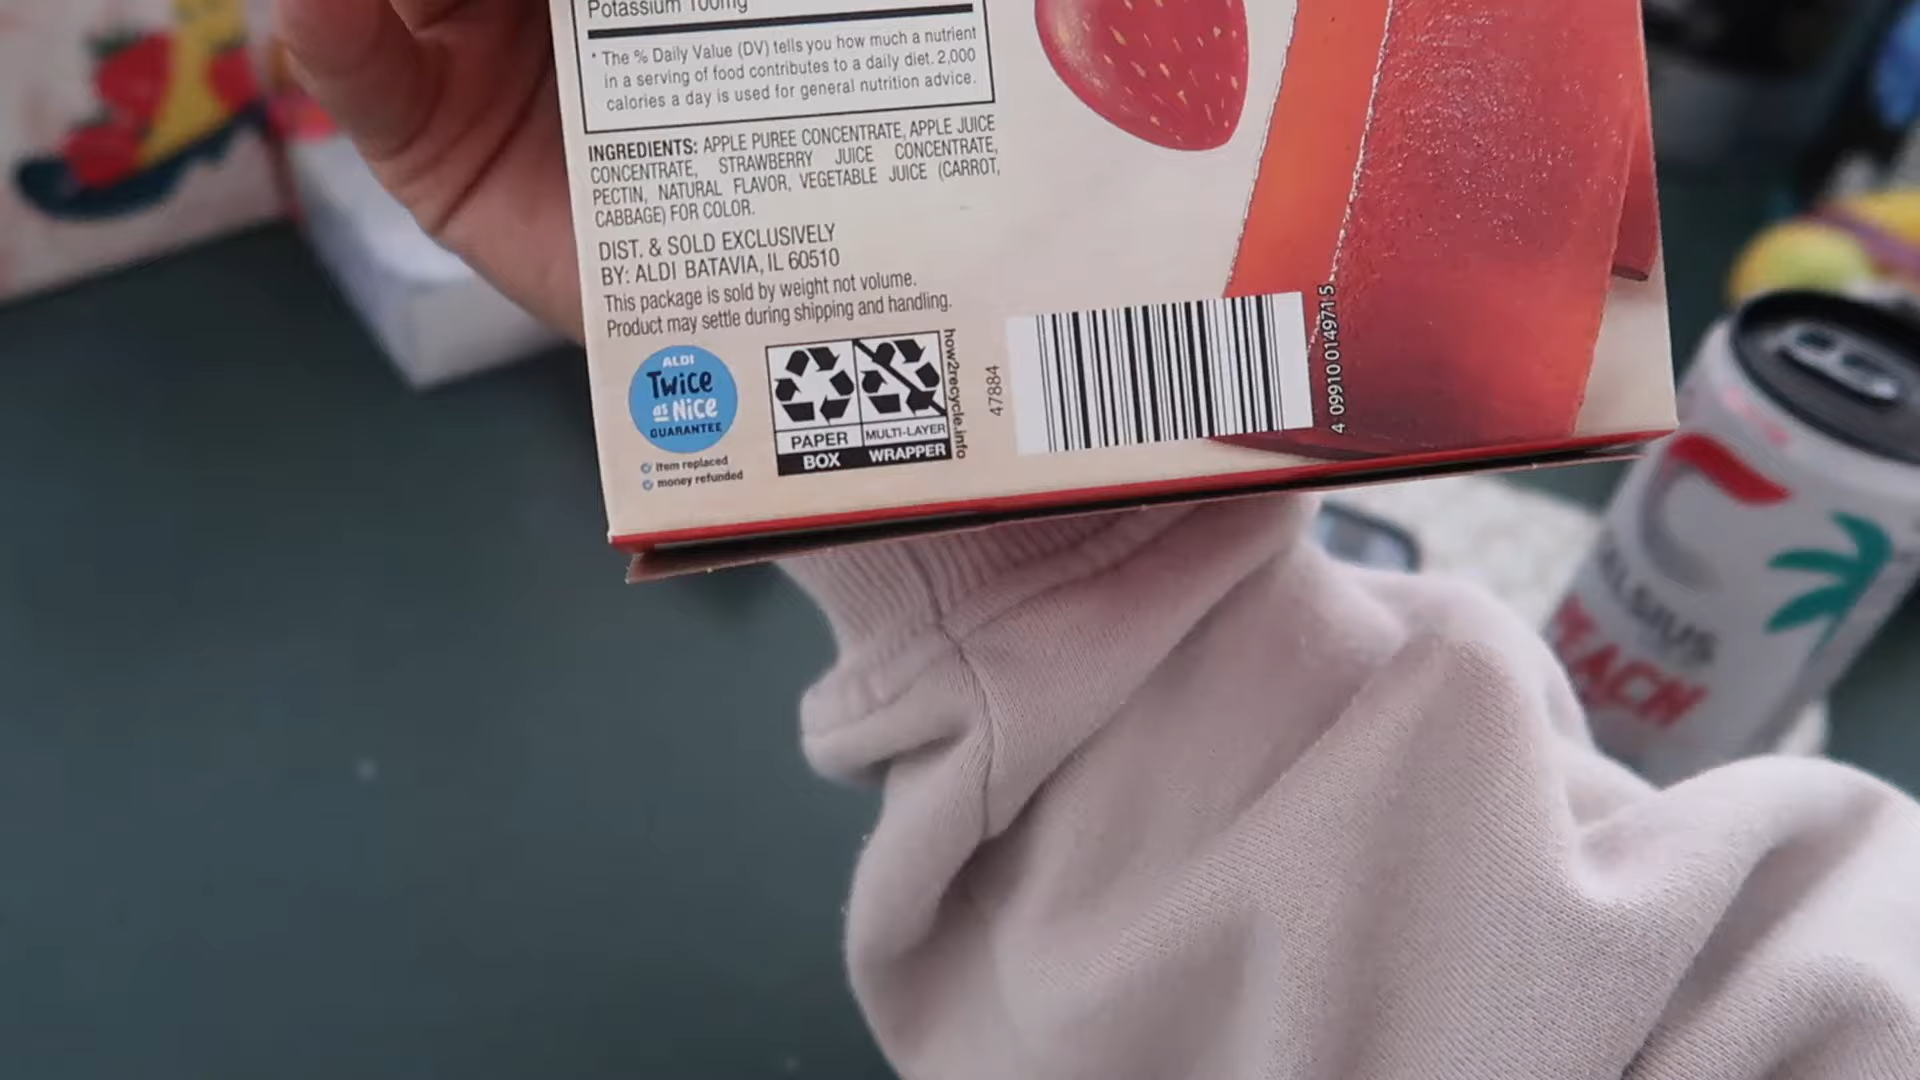 Potassium 100mg
* The % Daily Value (DV) tells you how much a nutrient
in a serving of food contributes to a daily diet. 2,000
calories a day is used for general nutrition advice.
INGREDIENTS: APPLE PUREE CONCENTRATE, APPLE JUICE
CONCENTRATE, STRAWBERRY JUICE CONCENTRATE,
PECTIN, NATURAL FLAVOR, VEGETABLE JUICE (CARROT,
CABBAGE) FOR COLOR.
DIST. & SOLD EXCLUSIVELY
BY: ALDI BATAVIA, IL 60510
This package is sold by weight not volume.
Product may settle during shipping and handling.
ALDI
Twice
as Nice
GUARANTEE
Item replaced
money refunded
PAPER
BOX
MULTI-LAYER
WRAPPER
how2recycle.info
47884
4 09910 01497 1 5
ELSIUS
EACH